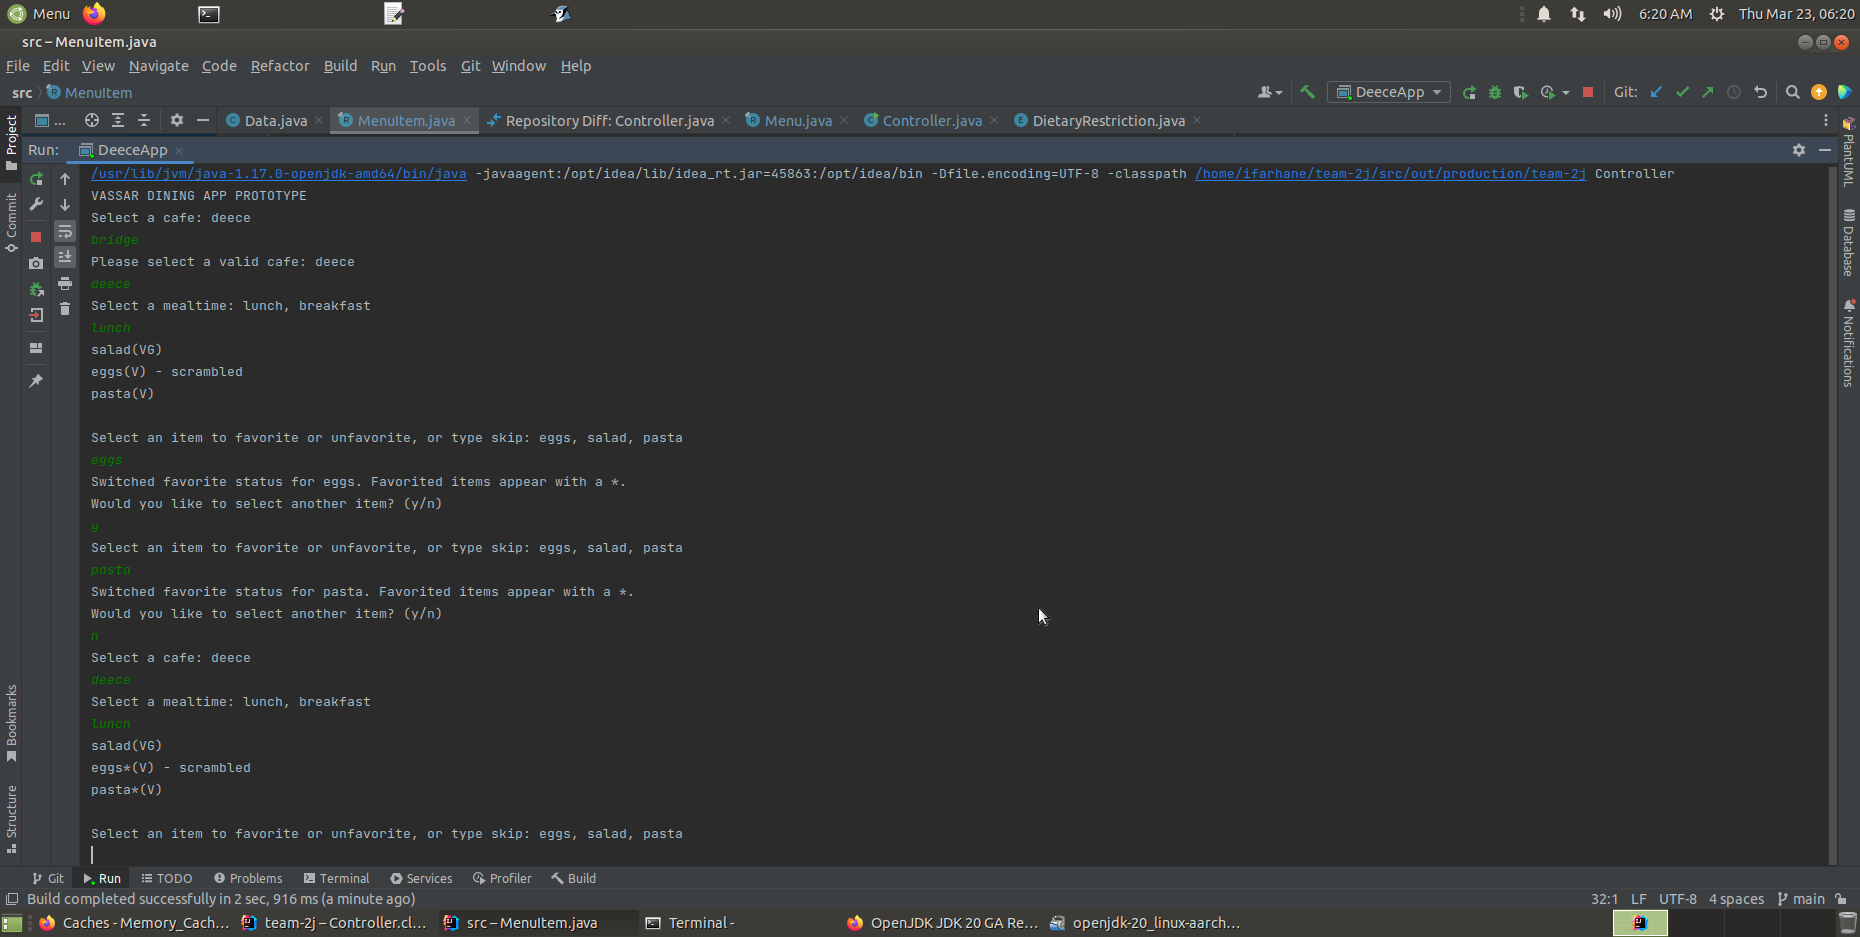 Menu
6:20 AM
Thu Mar 23, 06:20
src – MenuItem.java
File Edit View Navigate Code Refactor Build Run Tools Git Window Help
src MenuItem
DeeceApp
Git:
...
Data.java
MenuItem.java
Repository Diff: Controller.java
Menu.java
Controller.java
DietaryRestriction.java
Run: DeeceApp
Project
Commit
Bookmarks
Structure
PlantUML
Database
Notifications
/usr/lib/jvm/java-1.17.0-openjdk-amd64/bin/java -javaagent:/opt/idea/lib/idea_rt.jar=45863:/opt/idea/bin -Dfile.encoding=UTF-8 -classpath /home/ifarhane/team-2j/src/out/production/team-2j Controller
VASSAR DINING APP PROTOTYPE
Select a cafe: deece
bridge
Please select a valid cafe: deece
deece
Select a mealtime: lunch, breakfast
lunch
salad(VG)
eggs(V) - scrambled
pasta(V)
Select an item to favorite or unfavorite, or type skip: eggs, salad, pasta
eggs
Switched favorite status for eggs. Favorited items appear with a *.
Would you like to select another item? (y/n)
y
Select an item to favorite or unfavorite, or type skip: eggs, salad, pasta
pasta
Switched favorite status for pasta. Favorited items appear with a *.
Would you like to select another item? (y/n)
n
Select a cafe: deece
deece
Select a mealtime: lunch, breakfast
lunch
salad(VG)
eggs*(V) - scrambled
pasta*(V)
Select an item to favorite or unfavorite, or type skip: eggs, salad, pasta
Git Run TODO Problems Terminal Services Profiler Build
Build completed successfully in 2 sec, 916 ms (a minute ago)
32:1 LF UTF-8 4 spaces main
Caches - Memory_Cach...
team-2j – Controller.cl...
src – MenuItem.java
Terminal -
OpenJDK JDK 20 GA Re...
openjdk-20_linux-aarch...